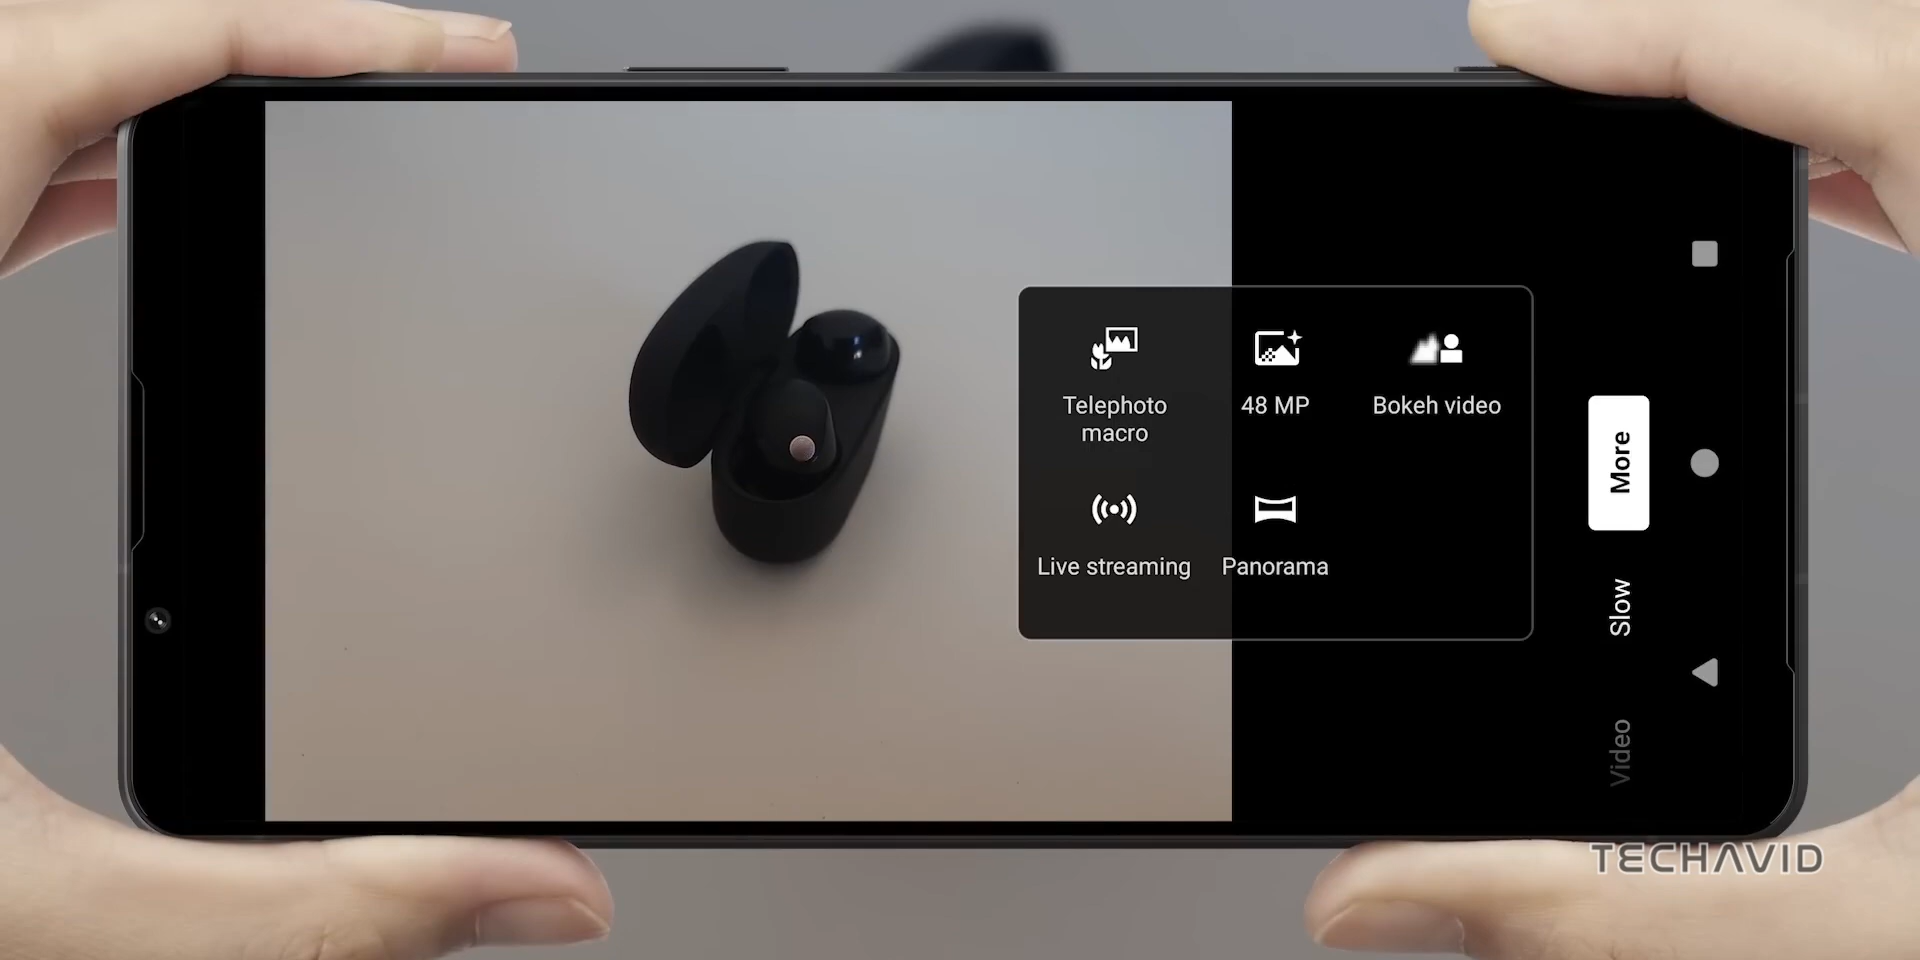 Telephoto
macro
48 MP
Bokeh video
Live streaming
Panorama
More
Slow
Video
TECHAVID